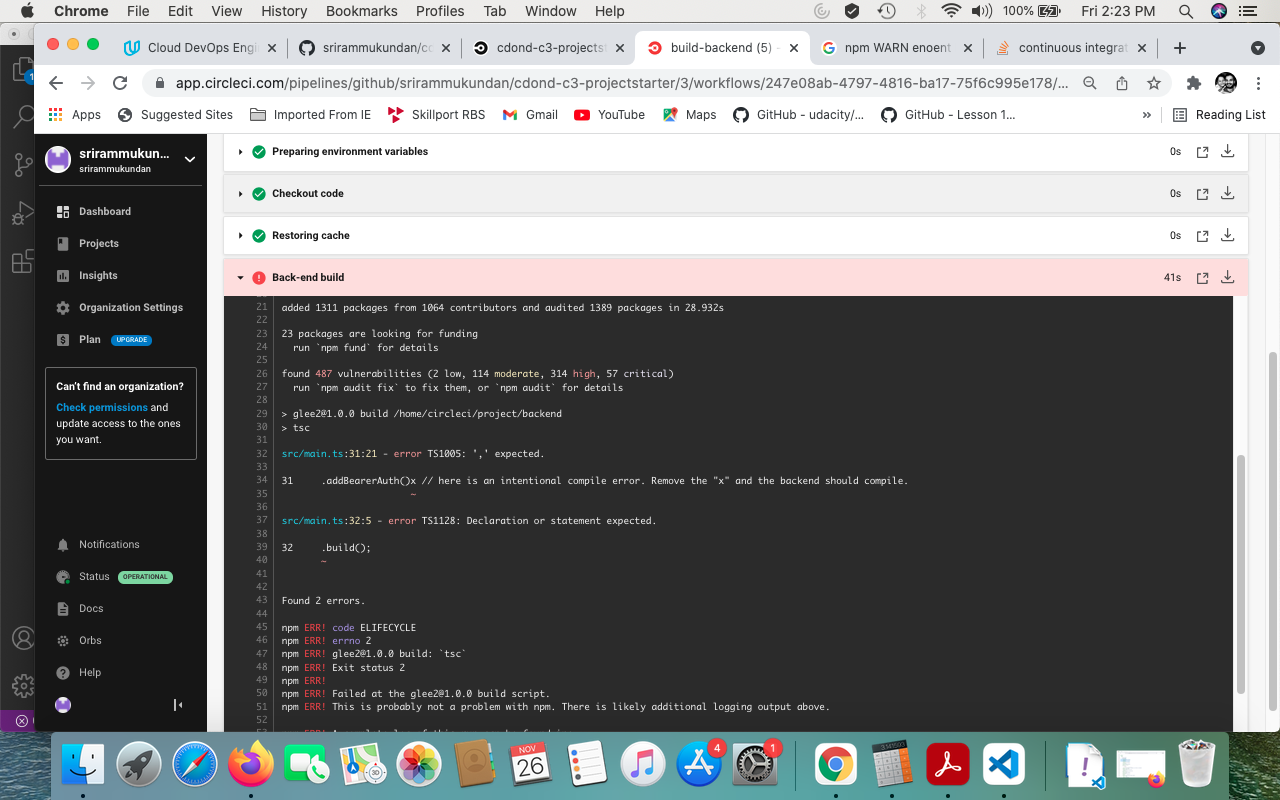 Chrome File Edit View History Bookmarks Profiles Tab Window Help 100% Fri 2:23 PM
Cloud DevOps Engi srirammukundan/cd cdond-c3-projectst build-backend (5) - npm WARN enoent continuous integrat
app.circleci.com/pipelines/github/srirammukundan/cdond-c3-projectstarter/3/workflows/247e08ab-4797-4816-ba17-75f6c995e178/...
Apps Suggested Sites Imported From IE Skillport RBS Gmail YouTube Maps GitHub - udacity/... GitHub - Lesson 1... » Reading List
srirammukun...
srirammukundan
Dashboard
Projects
Insights
Organization Settings
Plan UPGRADE
Can't find an organization?
Check permissions and
update access to the ones
you want.
Notifications
Status OPERATIONAL
Docs
Orbs
Help
Preparing environment variables 0s
Checkout code 0s
Restoring cache 0s
Back-end build 41s
21 added 1311 packages from 1064 contributors and audited 1389 packages in 28.932s
22
23 23 packages are looking for funding
24 run `npm fund` for details
25
26 found 487 vulnerabilities (2 low, 114 moderate, 314 high, 57 critical)
27 run `npm audit fix` to fix them, or `npm audit` for details
28
29 > glee2@1.0.0 build /home/circleci/project/backend
30 > tsc
31
32 src/main.ts:31:21 - error TS1005: ',' expected.
33
34 31 .addBearerAuth()x // here is an intentional compile error. Remove the "x" and the backend should compile.
35 ~
36
37 src/main.ts:32:5 - error TS1128: Declaration or statement expected.
38
39 32 .build();
40 ~
41
42
43 Found 2 errors.
44
45 npm ERR! code ELIFECYCLE
46 npm ERR! errno 2
47 npm ERR! glee2@1.0.0 build: `tsc`
48 npm ERR! Exit status 2
49 npm ERR!
50 npm ERR! Failed at the glee2@1.0.0 build script.
51 npm ERR! This is probably not a problem with npm. There is likely additional logging output above.
52
NOV
26
3D
4
1